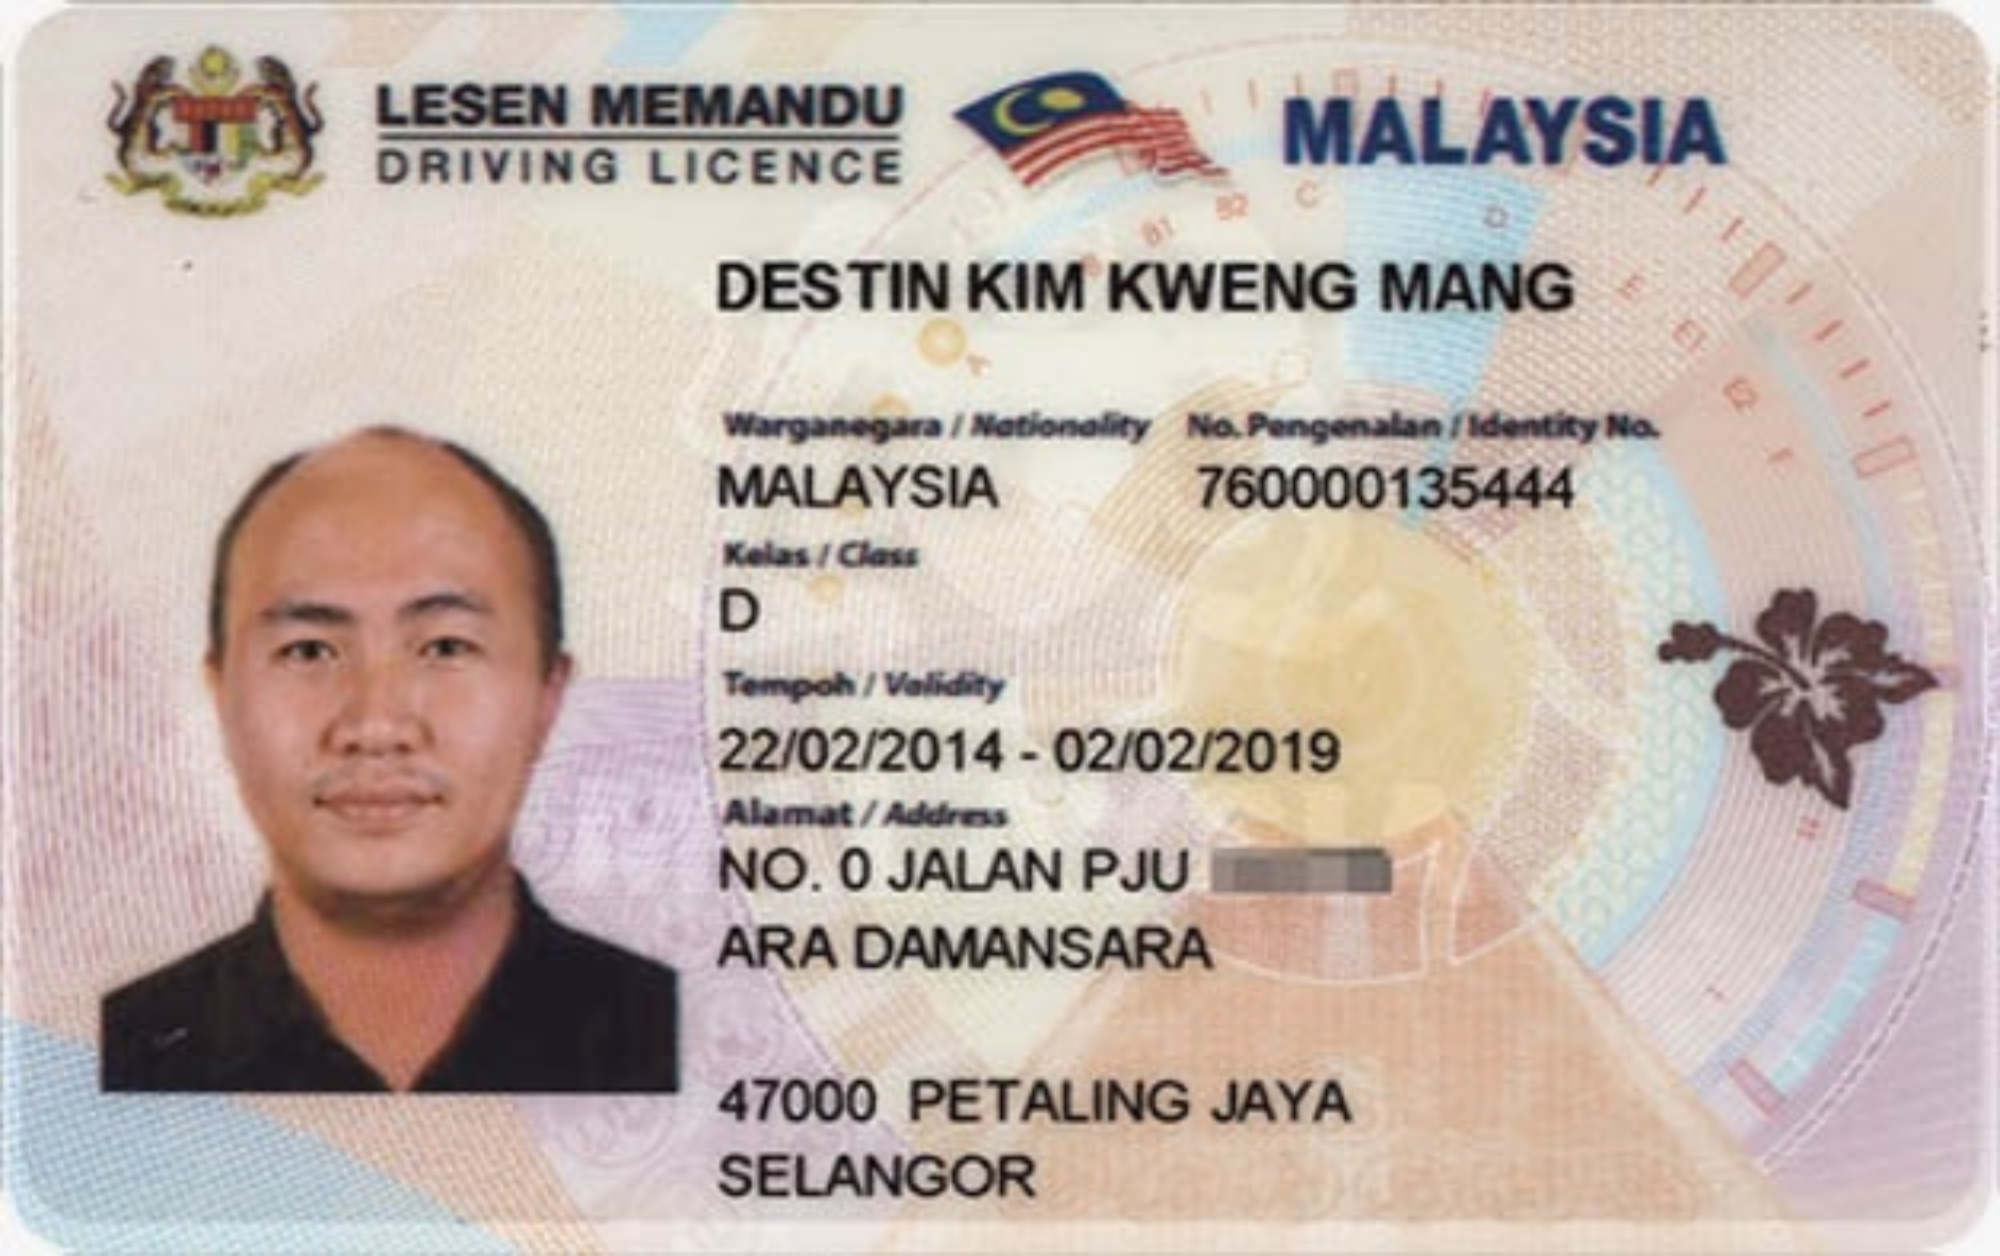 LESEN MEMANDU
DRIVING LICENCE
MALAYSIA
DESTIN KIM KWENG MANG
Warganegara / Nationality No. Pengenalan / Identity No.
MALAYSIA 760000135444
Kelas / Class
D
Tempoh / Validity
22/02/2014 - 02/02/2019
Alamat / Address
NO. 0 JALAN PJU
ARA DAMANSARA
47000 PETALING JAYA
SELANGOR